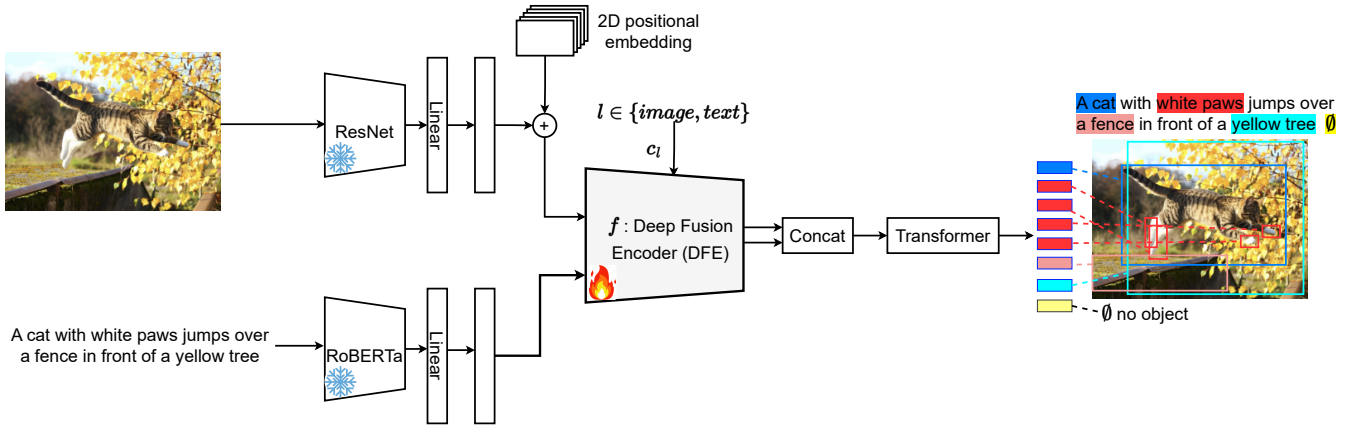 2D positional
embedding
ResNet
Linear
+
l ∈ {image, text}
c_l
A cat with white paws jumps over
a fence in front of a yellow tree ∅
f : Deep Fusion
Encoder (DFE)
Concat
Transformer
∅ no object
A cat with white paws jumps over
a fence in front of a yellow tree
RoBERTa
Linear